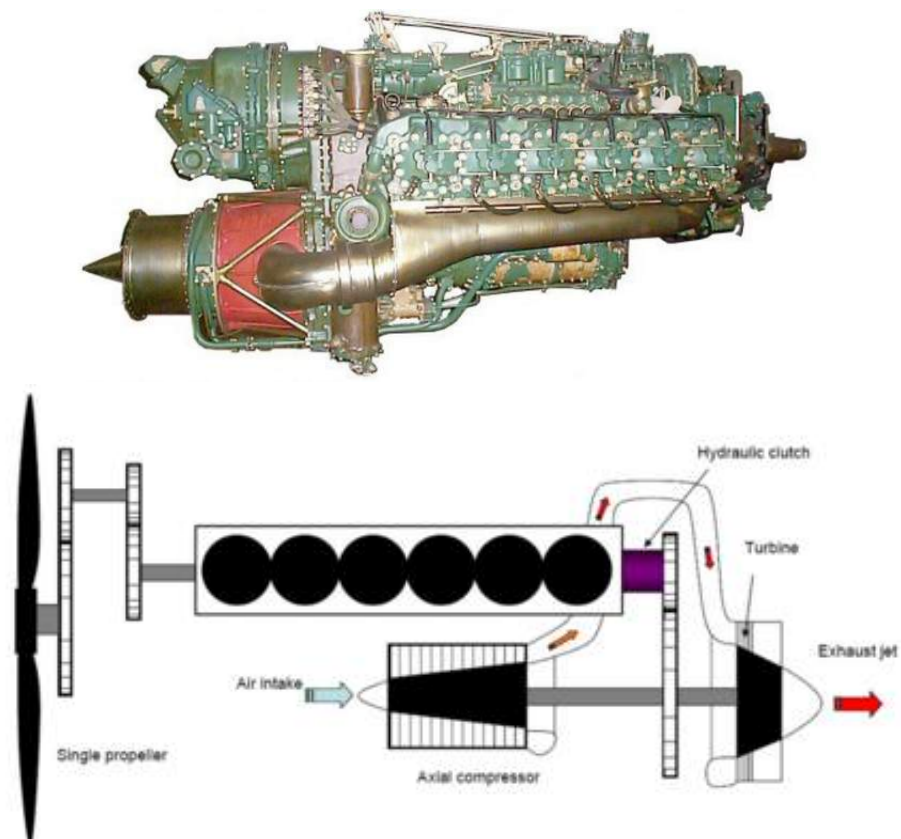 Hydraulic clutch
Turbine
Air intake
Exhaust jet
Single propeller
Axial compressor